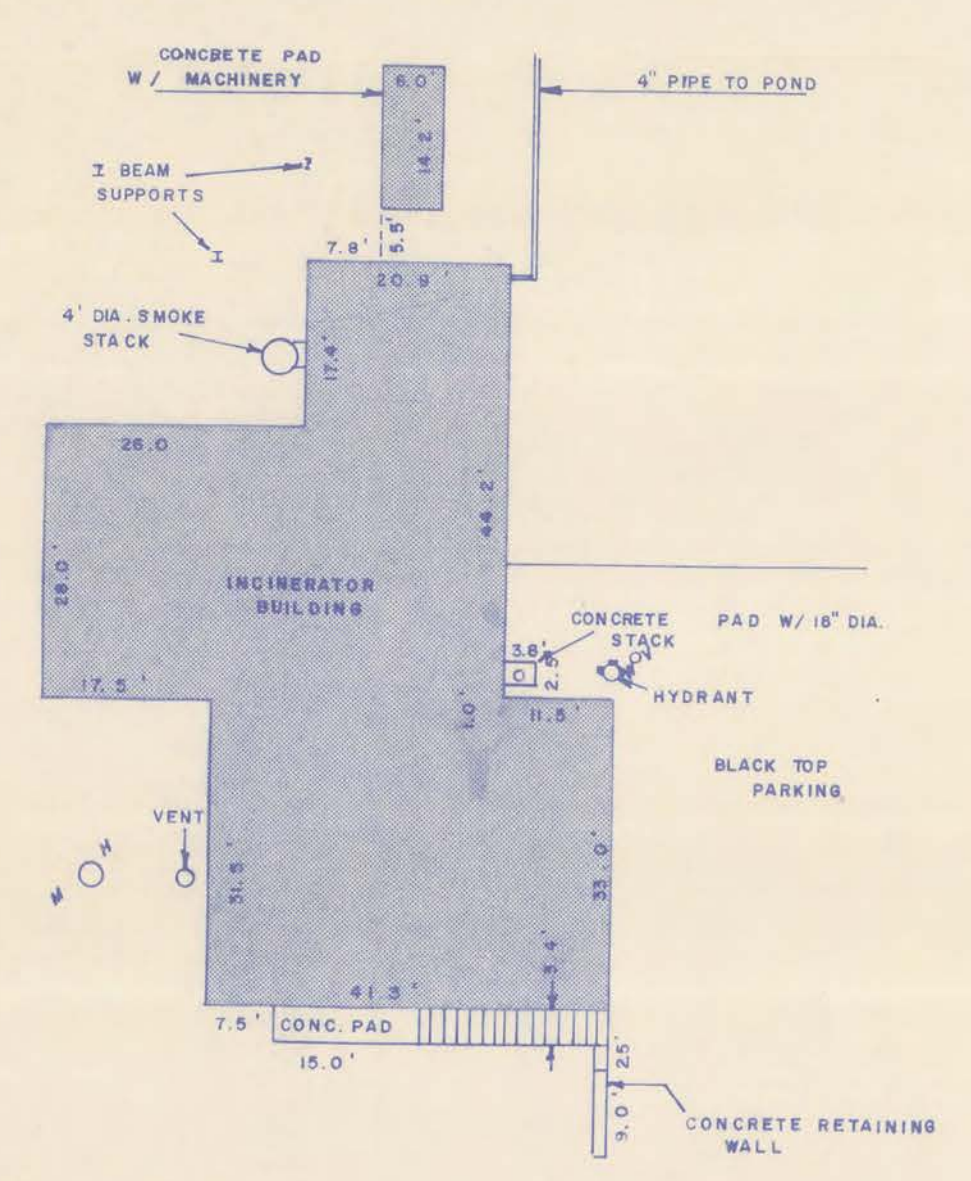 CONCRETE PAD
W / MACHINERY
6.0'
14.2'
4" PIPE TO POND
I BEAM
SUPPORTS
I
I
7.8'
5.5'
20.9'
4' DIA. SMOKE
STACK
17.4'
26.0
44.2'
28.0'
INCINERATOR
BUILDING
CONCRETE PAD W/ 18" DIA.
STACK
3.8'
2.5'
HYDRANT
17.5'
1.0'
11.5'
BLACK TOP
PARKING
VENT
M H
31.5'
33.0'
3.4'
41.3'
7.5' CONC. PAD
15.0'
2.5'
9.0'
CONCRETE RETAINING
WALL